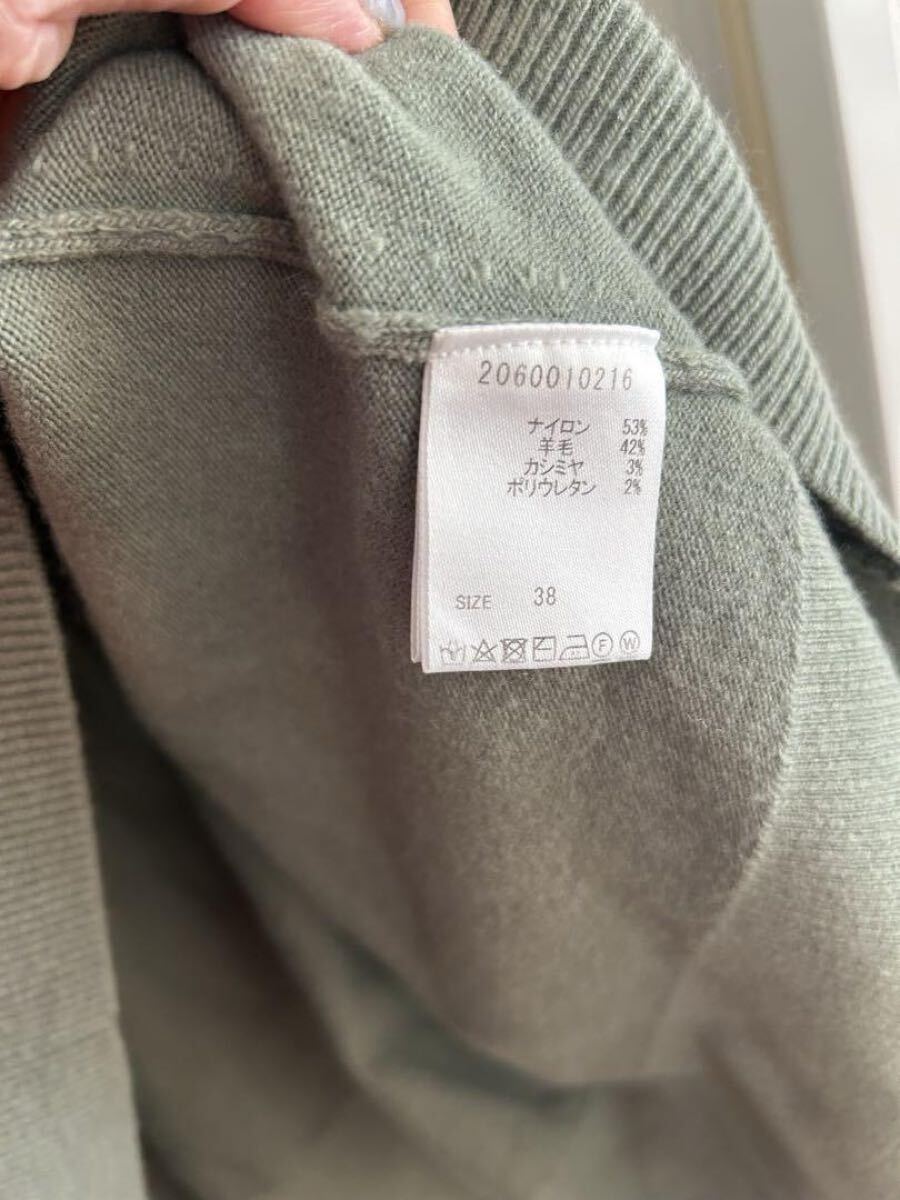 2060010216
ナイロン 53%
羊毛 42%
カシミヤ 3%
ポリウレタン 2%
SIZE 38
F W